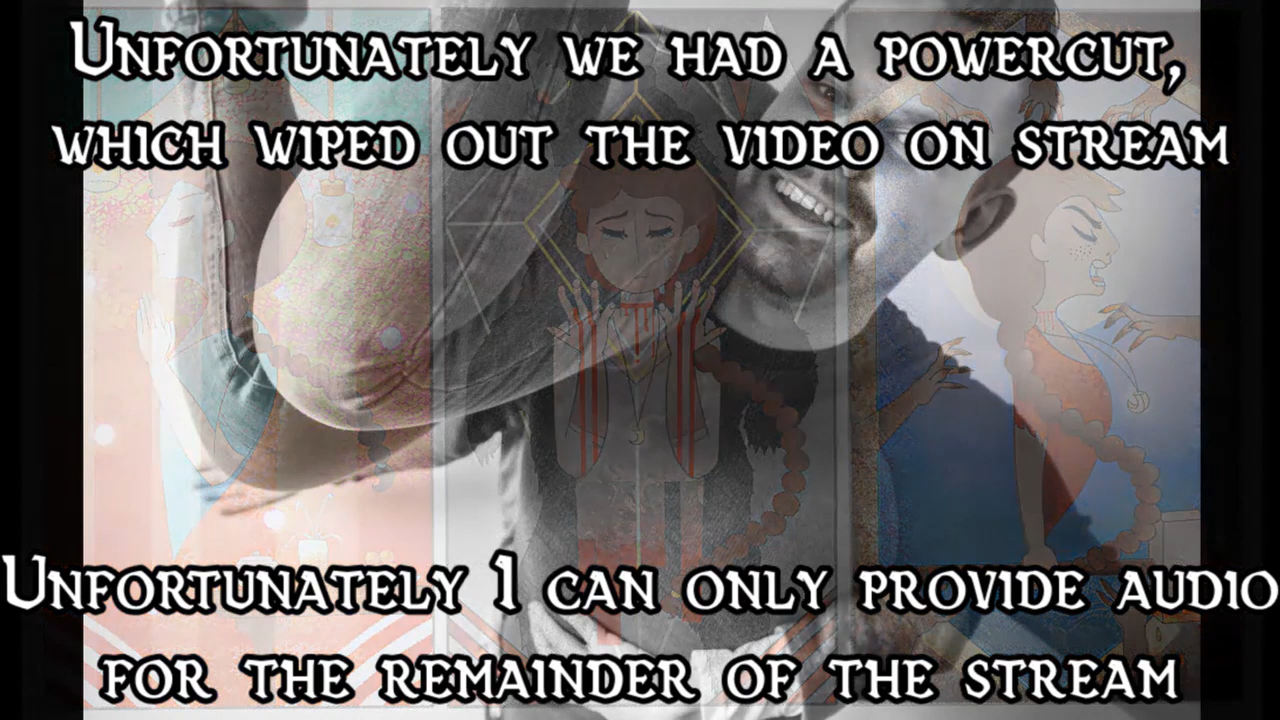 Unfortunately we had a powercut,
which wiped out the video on stream
Unfortunately I can only provide audio
for the remainder of the stream